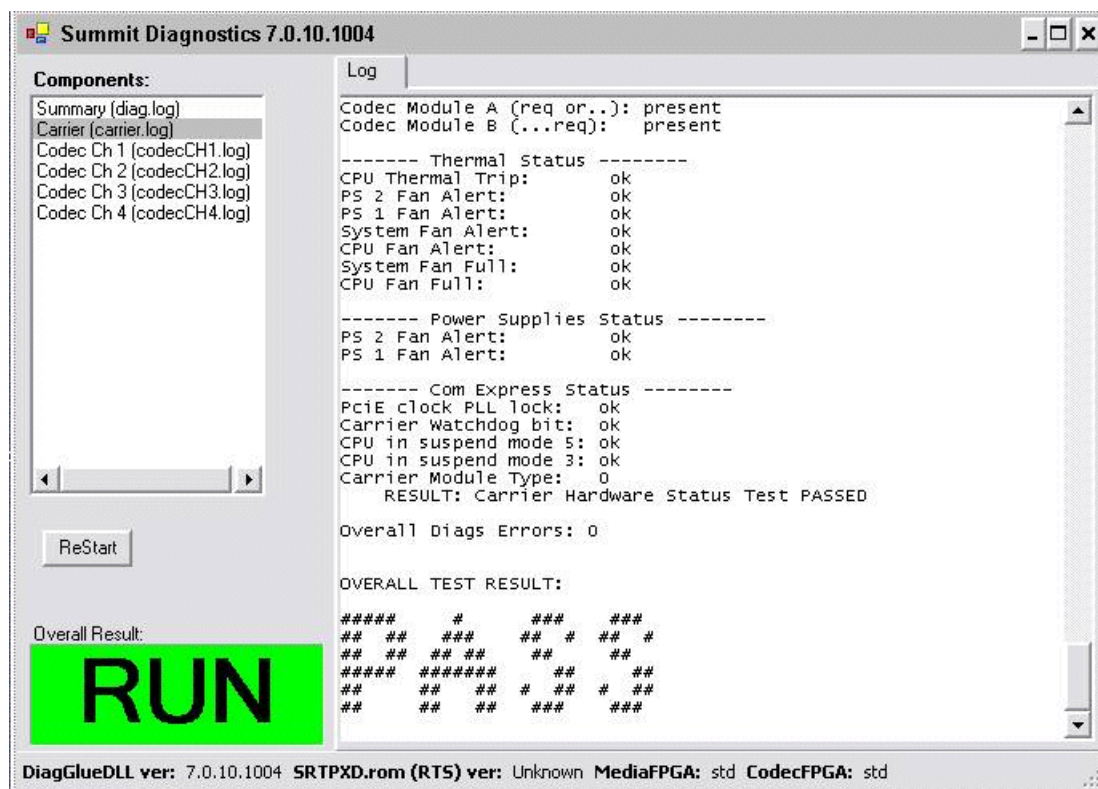 Summit Diagnostics 7.0.10.1004
Components:
Summary (diag.log)
Carrier (carrier.log)
Codec Ch 1 (codecCH1.log)
Codec Ch 2 (codecCH2.log)
Codec Ch 3 (codecCH3.log)
Codec Ch 4 (codecCH4.log)
ReStart
Overall Result:
RUN
Log
Codec Module A (req or..): present
Codec Module B (...req): present
------- Thermal Status -------
CPU Thermal Trip: ok
PS 2 Fan Alert: ok
PS 1 Fan Alert: ok
System Fan Alert: ok
CPU Fan Alert: ok
System Fan Full: ok
CPU Fan Full: ok
------- Power Supplies Status -------
PS 2 Fan Alert: ok
PS 1 Fan Alert: ok
------- Com Express Status -------
PciE clock PLL lock: ok
Carrier Watchdog bit: ok
CPU in suspend mode 5: ok
CPU in suspend mode 3: ok
Carrier Module Type: 0
RESULT: Carrier Hardware Status Test PASSED
Overall Diags Errors: 0
OVERALL TEST RESULT:
PASS
DiagGlueDLL ver: 7.0.10.1004 SRTPXD.rom (RTS) ver: Unknown MediaFPGA: std CodecFPGA: std